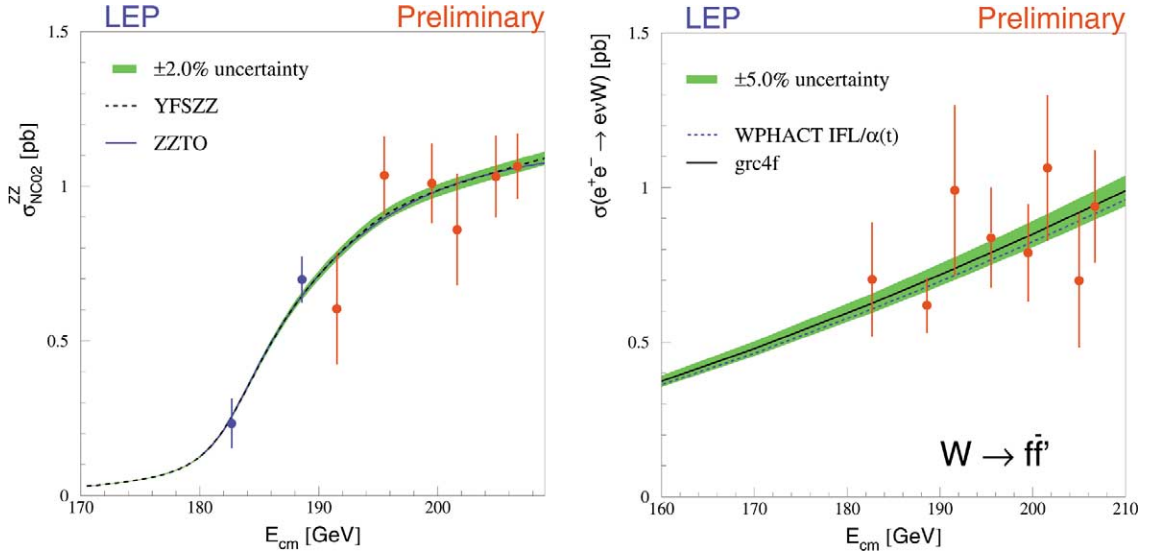 LEP Preliminary
±2.0% uncertainty
YFSZZ
ZZTO
σ_NC02^ZZ [pb]
1.5
1
0.5
0
170 180 190 200
E_cm [GeV]
LEP Preliminary
±5.0% uncertainty
WPHACT IFL/α(t)
grc4f
σ(e⁺e⁻ → eνW) [pb]
1.5
1
0.5
0
W → ff̄'
160 170 180 190 200 210
E_cm [GeV]